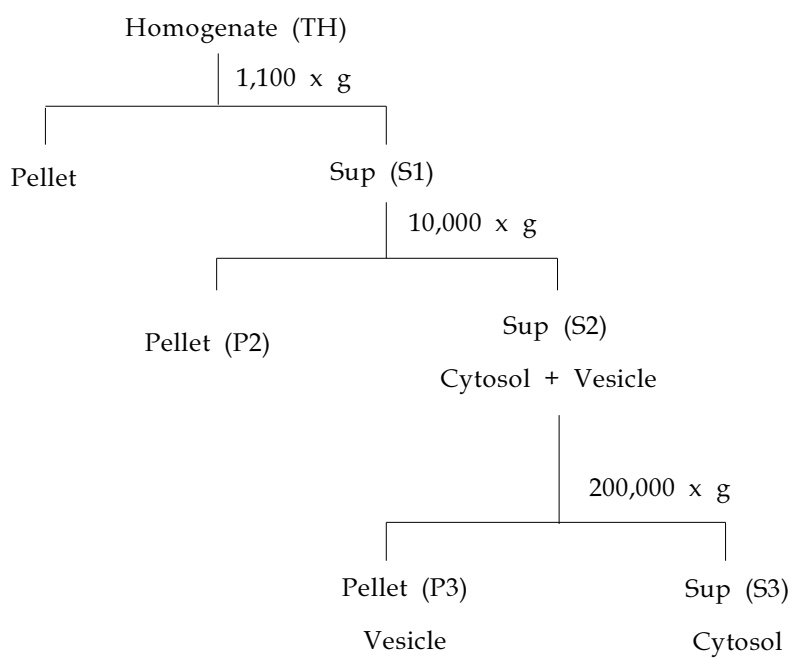 Homogenate (TH)
1,100 x g
Pellet
Sup (S1)
10,000 x g
Pellet (P2)
Sup (S2)
Cytosol + Vesicle
200,000 x g
Pellet (P3)
Sup (S3)
Vesicle
Cytosol